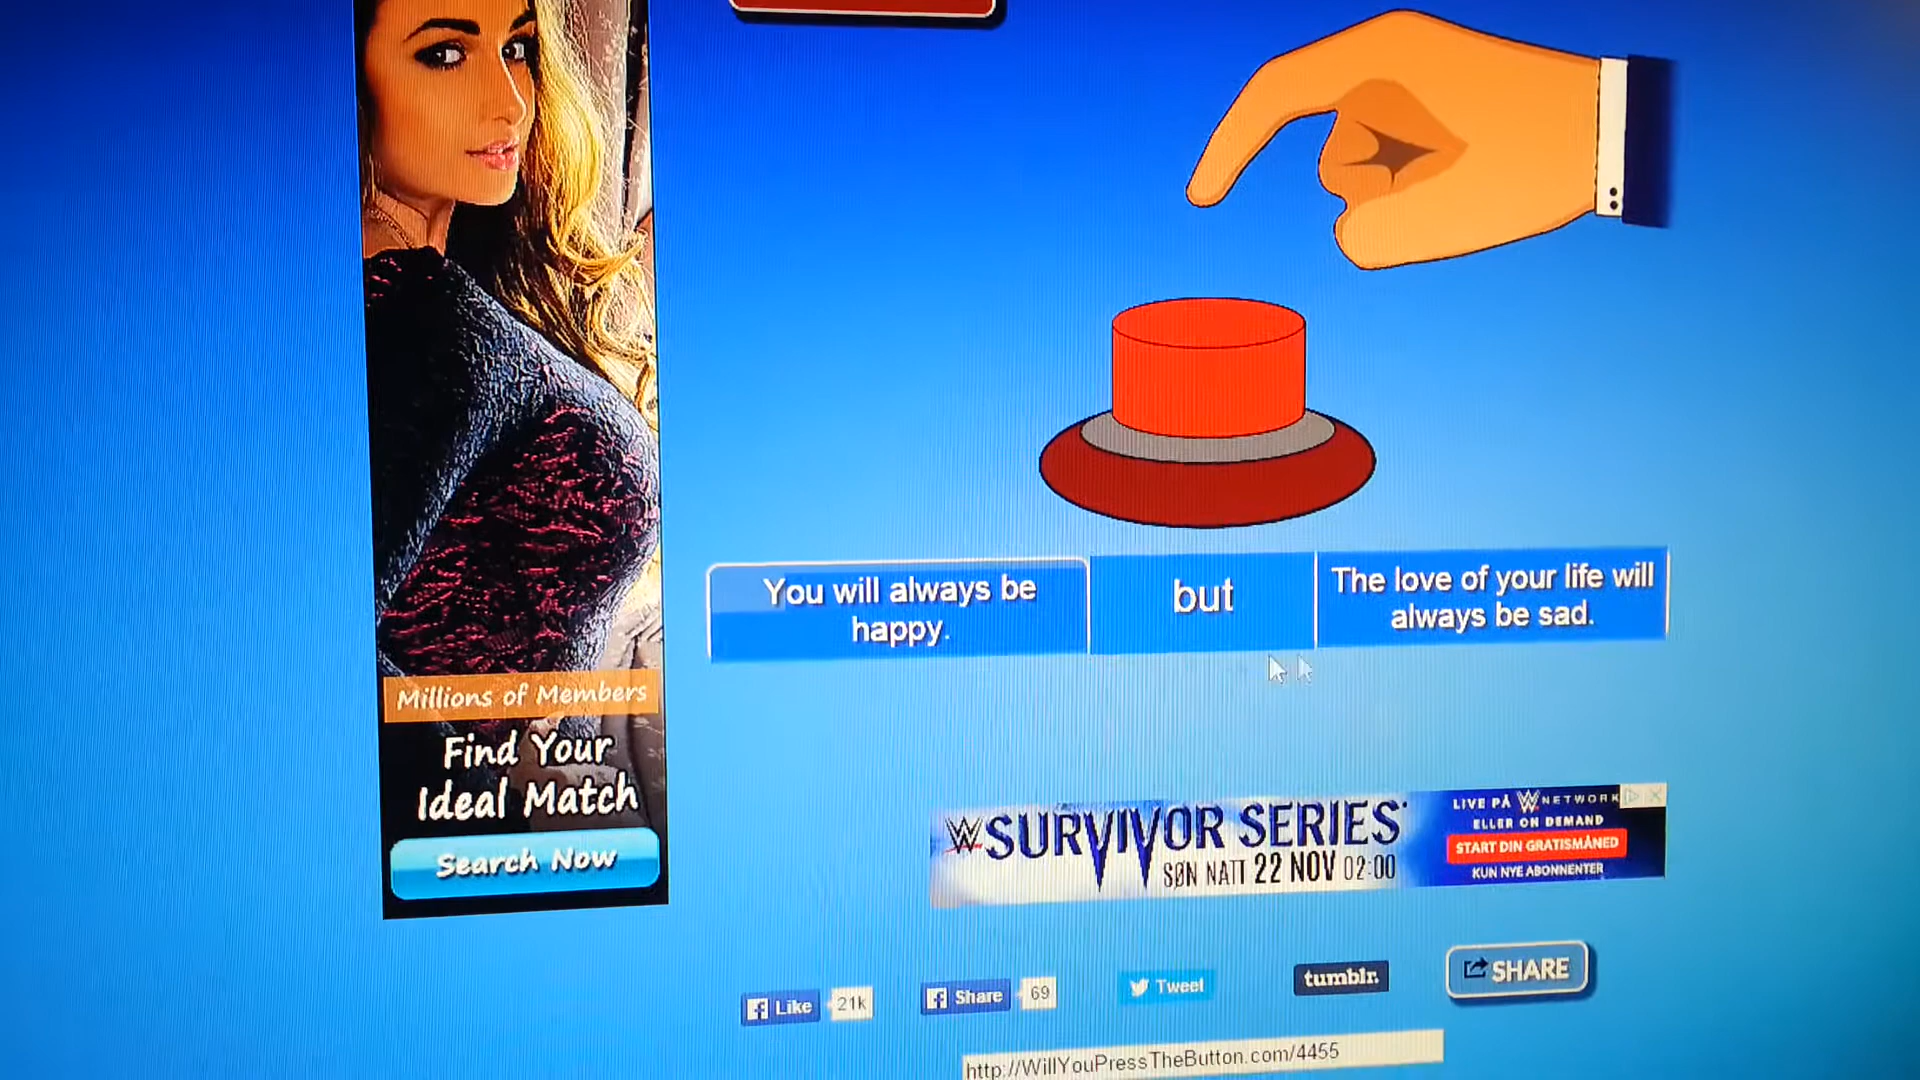 You will always be
happy.
but
The love of your life will
always be sad.
Millions of Members
Find Your
Ideal Match
Search Now
W SURVIVOR SERIES
SØN NATT 22 NOV 02:00
LIVE PÅ W NETWORK
ELLER ON DEMAND
START DIN GRATISMÅNED
KUN NYE ABONNENTER
Like 21k
Share 69
Tweet
tumblr.
SHARE
http://WillYouPressTheButton.com/4455